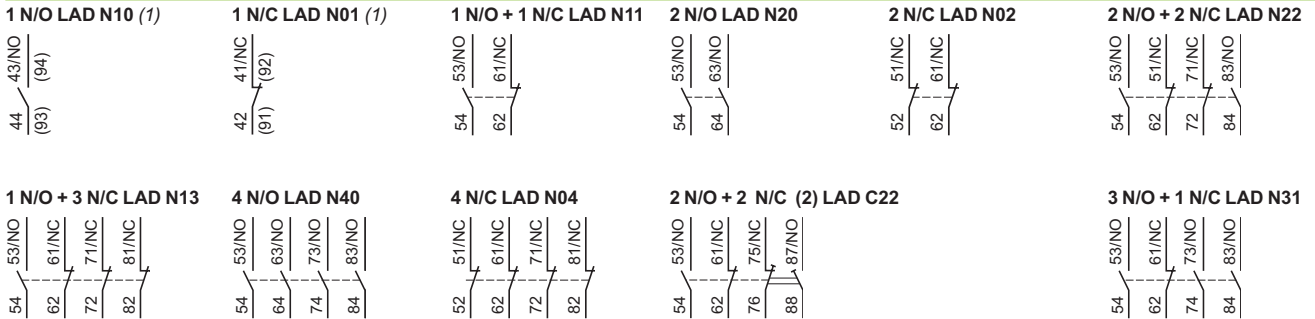 1 N/O LAD N10 (1)
43/NO
(94)
44
(93)
1 N/C LAD N01 (1)
41/NC
(92)
42
(91)
1 N/O + 1 N/C LAD N11
53/NO
61/NC
54
62
2 N/O LAD N20
53/NO
63/NO
54
64
2 N/C LAD N02
51/NC
61/NC
52
62
2 N/O + 2 N/C LAD N22
53/NO
51/NC
71/NC
83/NO
54
62
72
84
1 N/O + 3 N/C LAD N13
53/NO
61/NC
71/NC
81/NC
54
62
72
82
4 N/O LAD N40
53/NO
63/NO
73/NO
83/NO
54
64
74
84
4 N/C LAD N04
51/NC
61/NC
71/NC
81/NC
52
62
72
82
2 N/O + 2 N/C (2) LAD C22
53/NO
61/NC
75/NC
87/NO
54
62
76
88
3 N/O + 1 N/C LAD N31
53/NO
61/NC
73/NO
83/NO
54
62
74
84